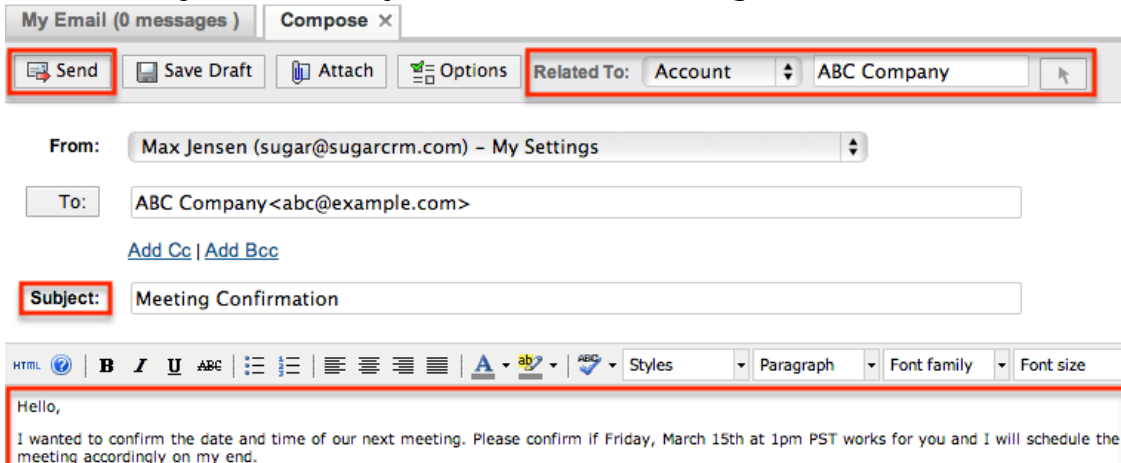 My Email (0 messages ) Compose ×
Send Save Draft Attach Options Related To: Account ABC Company
From: Max Jensen (sugar@sugarcrm.com) – My Settings
To: ABC Company<abc@example.com>
Add Cc | Add Bcc
Subject: Meeting Confirmation
HTML B I U ABC A ab ABC Styles Paragraph Font family Font size
Hello,
I wanted to confirm the date and time of our next meeting. Please confirm if Friday, March 15th at 1pm PST works for you and I will schedule the
meeting accordingly on my end.